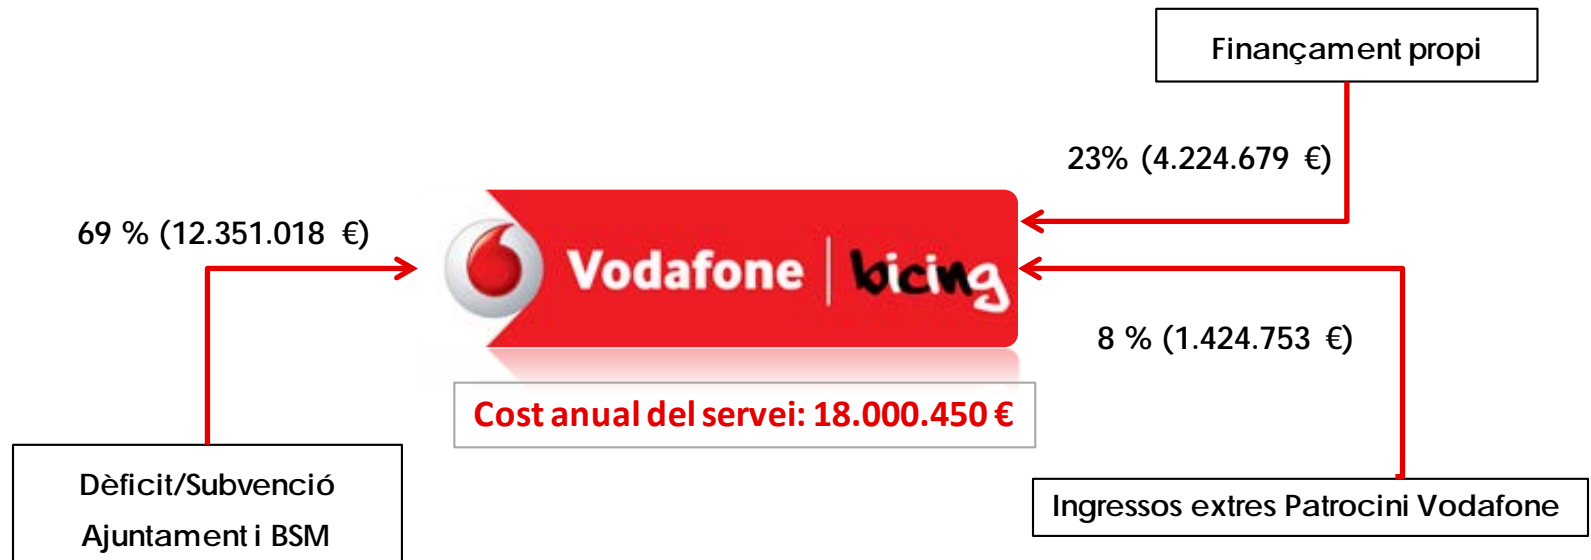 Finançament propi
23% (4.224.679 €)
69 % (12.351.018 €)
Vodafone | bicing
8 % (1.424.753 €)
Cost anual del servei: 18.000.450 €
Dèficit/Subvenció
Ajuntament i BSM
Ingressos extres Patrocini Vodafone